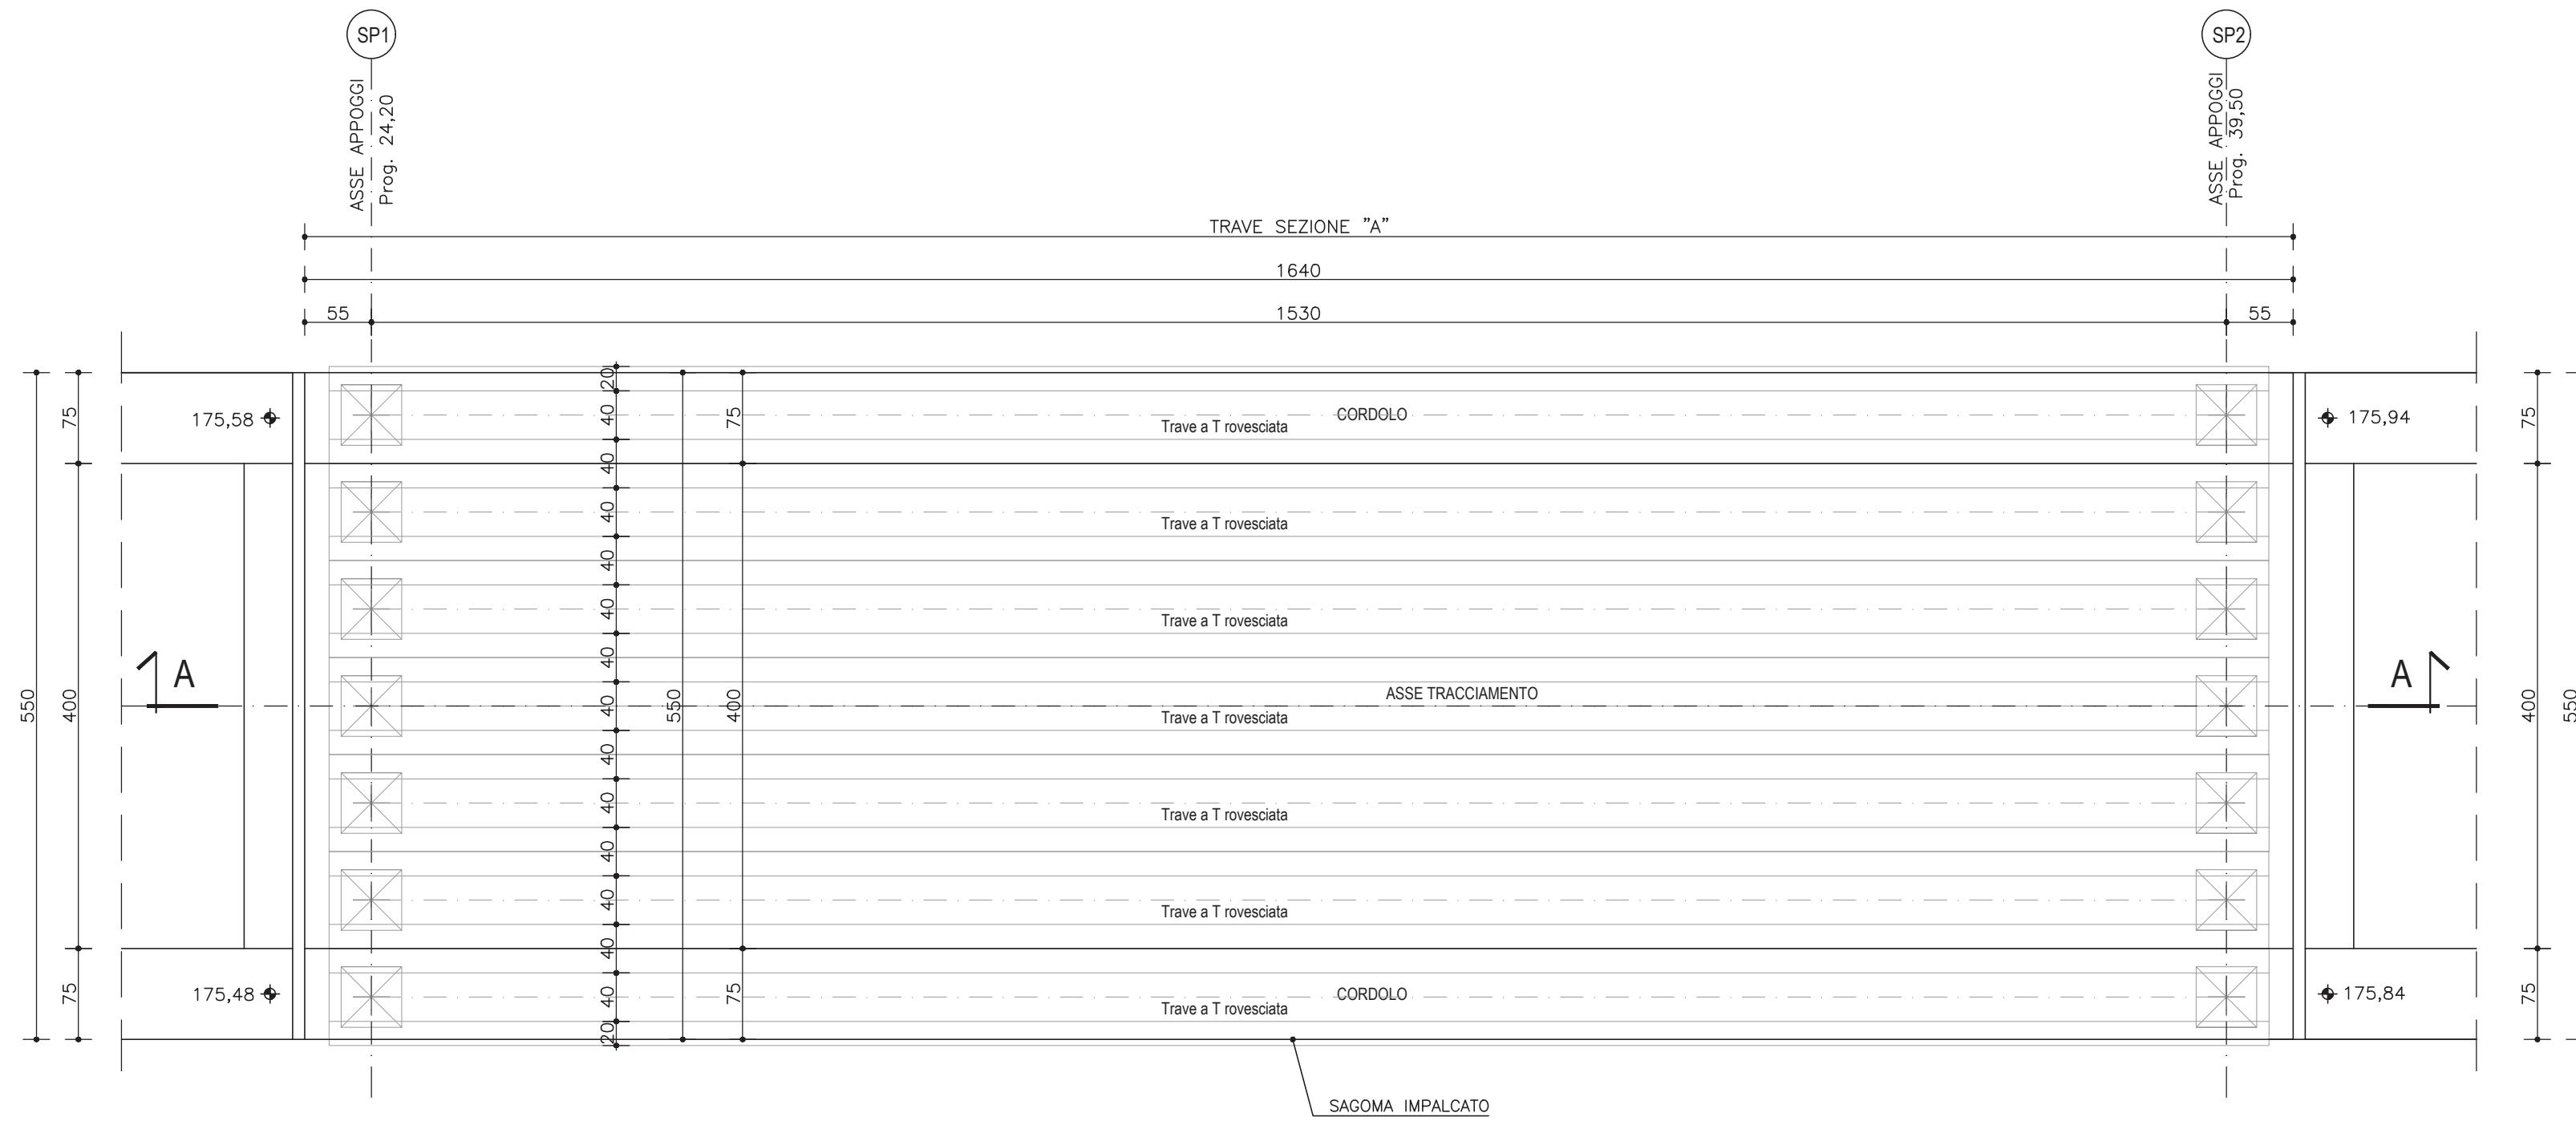 SP1
SP2
ASSE APPOGGI
Prog. 24,20
ASSE APPOGGI
Prog. 39,50
TRAVE SEZIONE "A"
1640
55
1530
55
20
75
175,58
40
75
CORDOLO
Trave a T rovesciata
175,94
75
40
40
Trave a T rovesciata
40
40
Trave a T rovesciata
40
A
ASSE TRACCIAMENTO
A
550
400
40
550
400
Trave a T rovesciata
400
550
40
40
Trave a T rovesciata
40
40
Trave a T rovesciata
40
75
175,48
40
75
CORDOLO
Trave a T rovesciata
175,84
75
20
SAGOMA IMPALCATO